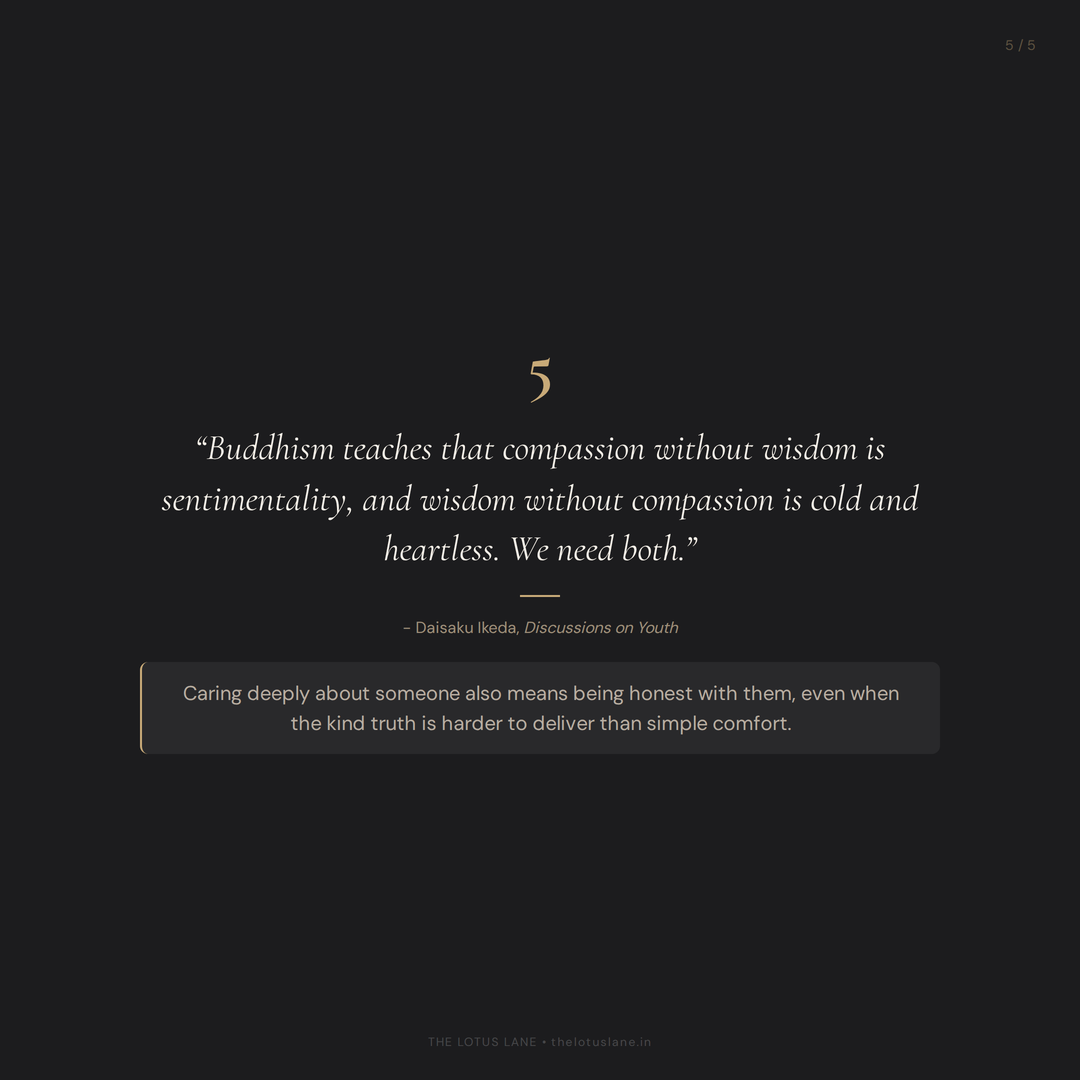 5 / 5
5
“Buddhism teaches that compassion without wisdom is
sentimentality, and wisdom without compassion is cold and
heartless. We need both.”
– Daisaku Ikeda, Discussions on Youth
Caring deeply about someone also means being honest with them, even when
the kind truth is harder to deliver than simple comfort.
THE LOTUS LANE • thelotuslane.in